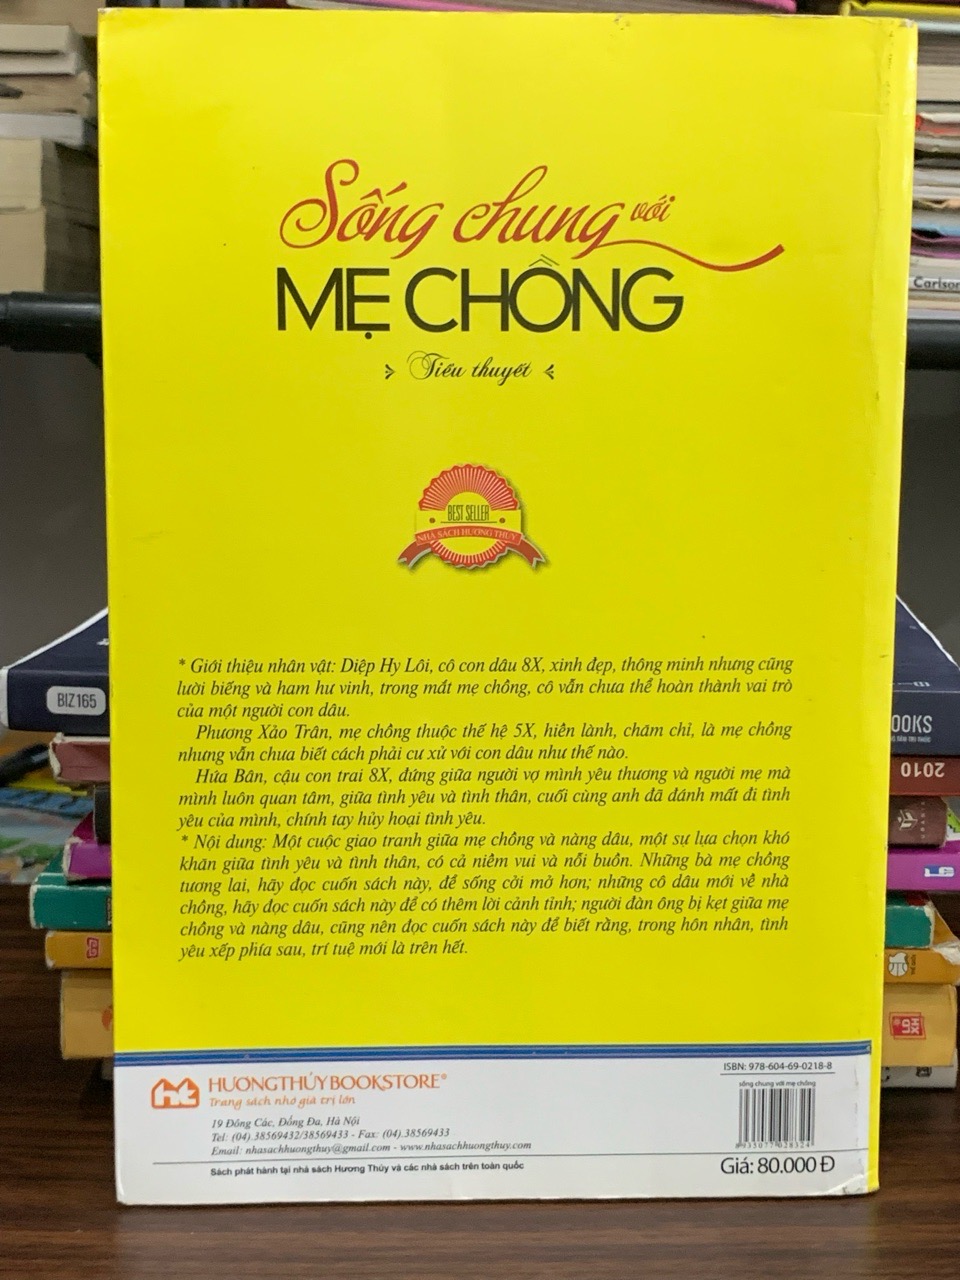 Sống chung với
MẸ CHỒNG
Tiểu thuyết
BEST SELLER
NHÀ SÁCH HƯƠNG THỦY
* Giới thiệu nhân vật: Diệp Hy Lôi, cô con dâu 8X, xinh đẹp, thông minh nhưng cũng
lười biếng và ham hư vinh, trong mắt mẹ chồng, cô vẫn chưa thể hoàn thành vai trò
của một người con dâu.
Phương Xảo Trân, mẹ chồng thuộc thế hệ 5X, hiền lành, chăm chỉ, là mẹ chồng
nhưng vẫn chưa biết cách phải cư xử với con dâu như thế nào.
Hứa Bân, cậu con trai 8X, đứng giữa người vợ mình yêu thương và người mẹ mà
mình luôn quan tâm, giữa tình yêu và tình thân, cuối cùng anh đã đánh mất đi tình
yêu của mình, chính tay hủy hoại tình yêu.
* Nội dung: Một cuộc giao tranh giữa mẹ chồng và nàng dâu, một sự lựa chọn khó
khăn giữa tình yêu và tình thân, có cả niềm vui và nỗi buồn. Những bà mẹ chồng
tương lai, hãy đọc cuốn sách này, để sống cởi mở hơn; những cô dâu mới về nhà
chồng, hãy đọc cuốn sách này để có thêm lời cảnh tỉnh; người đàn ông bị kẹt giữa mẹ
chồng và nàng dâu, cũng nên đọc cuốn sách này để biết rằng, trong hôn nhân, tình
yêu xếp phía sau, trí tuệ mới là trên hết.
BIZ165
OOKS
2010
Carlson
ht HUONGTHỦYBOOKSTORE®
Trang sách nhỏ giá trị lớn
19 Đông Các, Đống Đa, Hà Nội
Tel: (04).38569432/38569433 - Fax: (04).38569433
Email: nhasachhuongthuy@gmail.com - www.nhasachhuongthuy.com
Sách phát hành tại nhà sách Hương Thủy và các nhà sách trên toàn quốc
ISBN: 978-604-69-0218-8
sống chung với mẹ chồng
8935077028324
Giá: 80.000 Đ